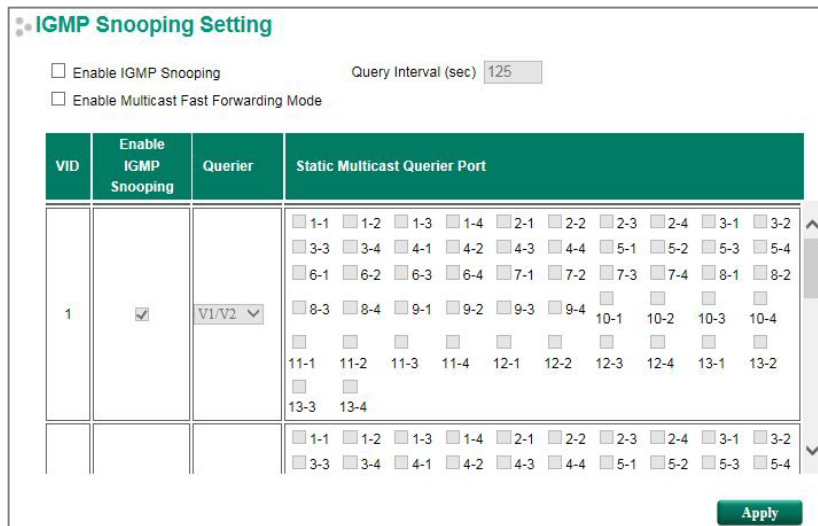 IGMP Snooping Setting
Enable IGMP Snooping Query Interval (sec) 125
Enable Multicast Fast Forwarding Mode
VID Enable IGMP Snooping Querier Static Multicast Querier Port
1-1 1-2 1-3 1-4 2-1 2-2 2-3 2-4 3-1 3-2
3-3 3-4 4-1 4-2 4-3 4-4 5-1 5-2 5-3 5-4
6-1 6-2 6-3 6-4 7-1 7-2 7-3 7-4 8-1 8-2
1 V1/V2 8-3 8-4 9-1 9-2 9-3 9-4 10-1 10-2 10-3 10-4
11-1 11-2 11-3 11-4 12-1 12-2 12-3 12-4 13-1 13-2
13-3 13-4
1-1 1-2 1-3 1-4 2-1 2-2 2-3 2-4 3-1 3-2
3-3 3-4 4-1 4-2 4-3 4-4 5-1 5-2 5-3 5-4
Apply